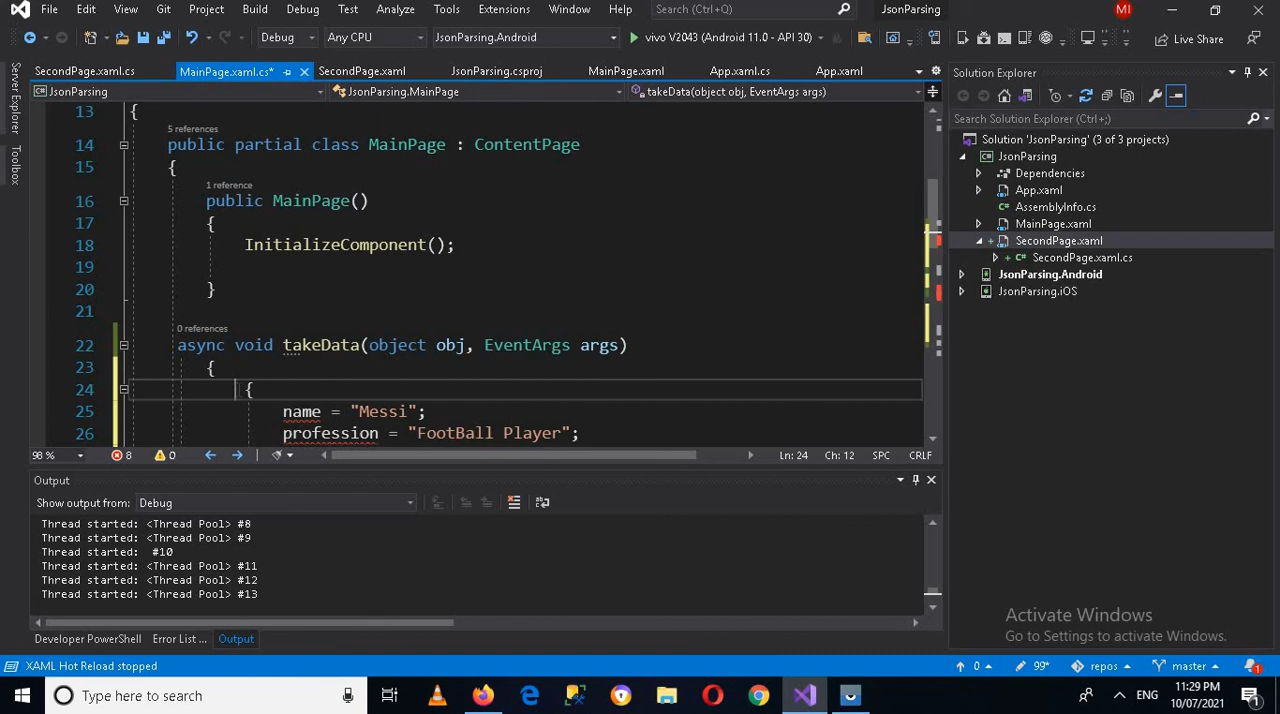 File Edit View Git Project Build Debug Test Analyze Tools Extensions Window Help Search (Ctrl+Q) JsonParsing MI
Debug Any CPU JsonParsing.Android vivo V2043 (Android 11.0 - API 30) Live Share
SecondPage.xaml.cs MainPage.xaml.cs* SecondPage.xaml JsonParsing.csproj MainPage.xaml App.xaml.cs App.xaml
JsonParsing JsonParsing.MainPage takeData(object obj, EventArgs args)
Server Explorer
Toolbox
13 {
5 references
14 public partial class MainPage : ContentPage
15 {
1 reference
16 public MainPage()
17 {
18 InitializeComponent();
19
20 }
21
0 references
22 async void takeData(object obj, EventArgs args)
23 {
24 {
25 name = "Messi";
26 profession = "FootBall Player";
98 % 8 0 Ln: 24 Ch: 12 SPC CRLF
Output
Show output from: Debug
Thread started: <Thread Pool> #8
Thread started: <Thread Pool> #9
Thread started: #10
Thread started: <Thread Pool> #11
Thread started: <Thread Pool> #12
Thread started: <Thread Pool> #13
Developer PowerShell Error List ... Output
Solution Explorer
Search Solution Explorer (Ctrl+;)
Solution 'JsonParsing' (3 of 3 projects)
JsonParsing
Dependencies
App.xaml
AssemblyInfo.cs
MainPage.xaml
SecondPage.xaml
SecondPage.xaml.cs
JsonParsing.Android
JsonParsing.iOS
Activate Windows
Go to Settings to activate Windows.
XAML Hot Reload stopped 0 99* repos master 1
Type here to search ENG 11:29 PM
10/07/2021 1